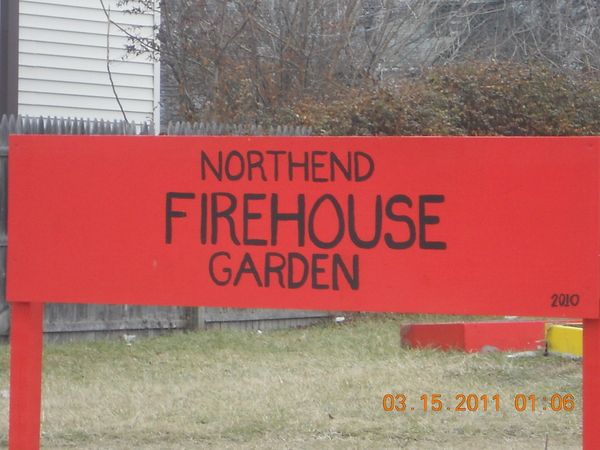 NORTHEND
FIREHOUSE
GARDEN
2010
03.15.2011 01:06